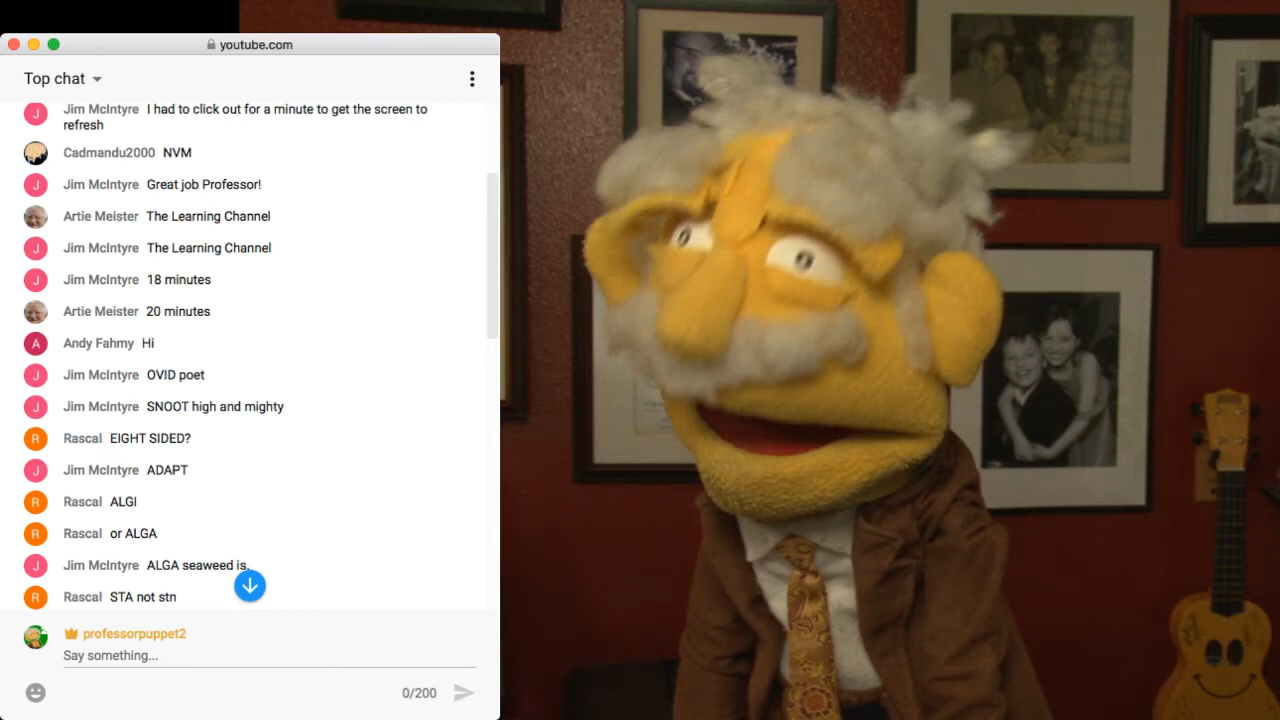 youtube.com
Top chat
J Jim McIntyre I had to click out for a minute to get the screen to
refresh
Cadmandu2000 NVM
J Jim McIntyre Great job Professor!
Artie Meister The Learning Channel
J Jim McIntyre The Learning Channel
J Jim McIntyre 18 minutes
Artie Meister 20 minutes
A Andy Fahmy Hi
J Jim McIntyre OVID poet
J Jim McIntyre SNOOT high and mighty
R Rascal EIGHT SIDED?
J Jim McIntyre ADAPT
R Rascal ALGI
R Rascal or ALGA
J Jim McIntyre ALGA seaweed is.
R Rascal STA not stn
professorpuppet2
Say something...
0/200